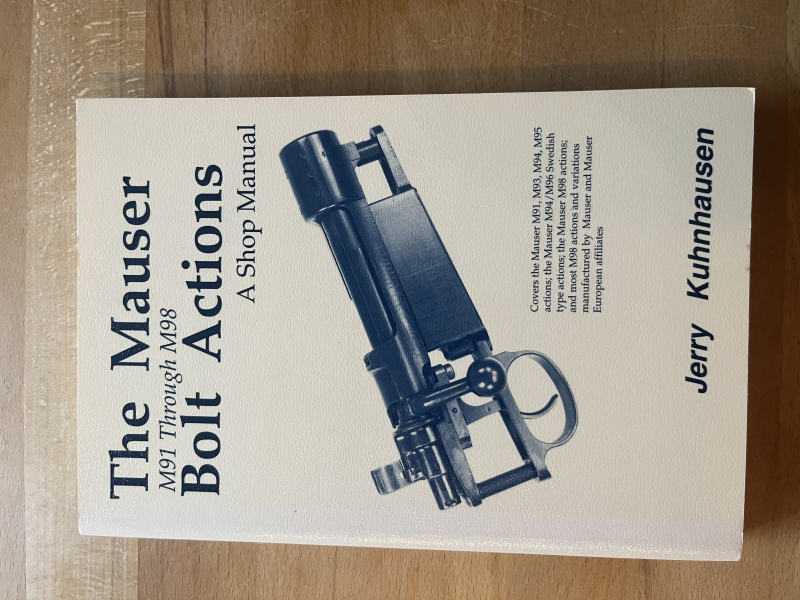 The Mauser
M91 Through M98
Bolt Actions
A Shop Manual
Covers the Mauser M91, M93, M94, M95
actions; the Mauser M94/M96 Swedish
type actions; the Mauser M98 actions;
and most M98 actions and variations
manufactured by Mauser and Mauser
European affiliates
Jerry Kuhnhausen